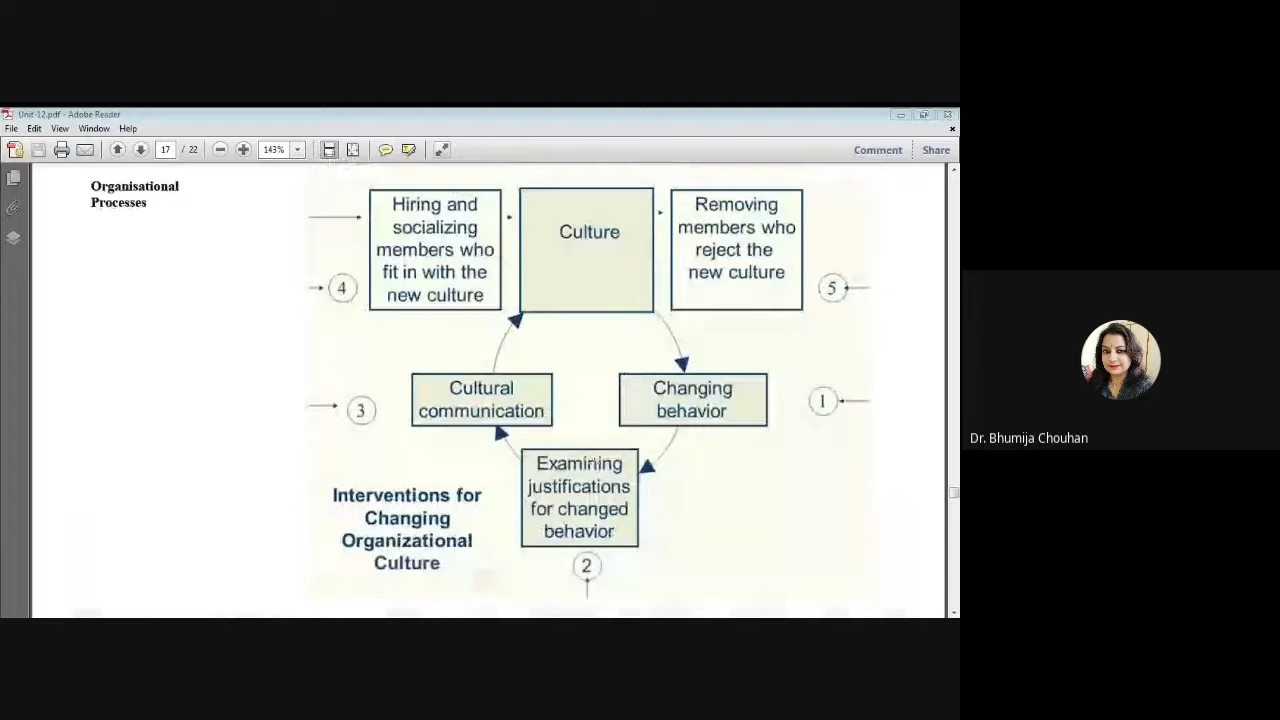 Unit-12.pdf - Adobe Reader
File Edit View Window Help
17 / 22 143% Comment Share
Organisational
Processes
Hiring and
socializing
members who
fit in with the
new culture
Culture
Removing
members who
reject the
new culture
4
5
Cultural
communication
Changing
behavior
3
1
Examining
justifications
for changed
behavior
2
Interventions for
Changing
Organizational
Culture
Dr. Bhumija Chouhan